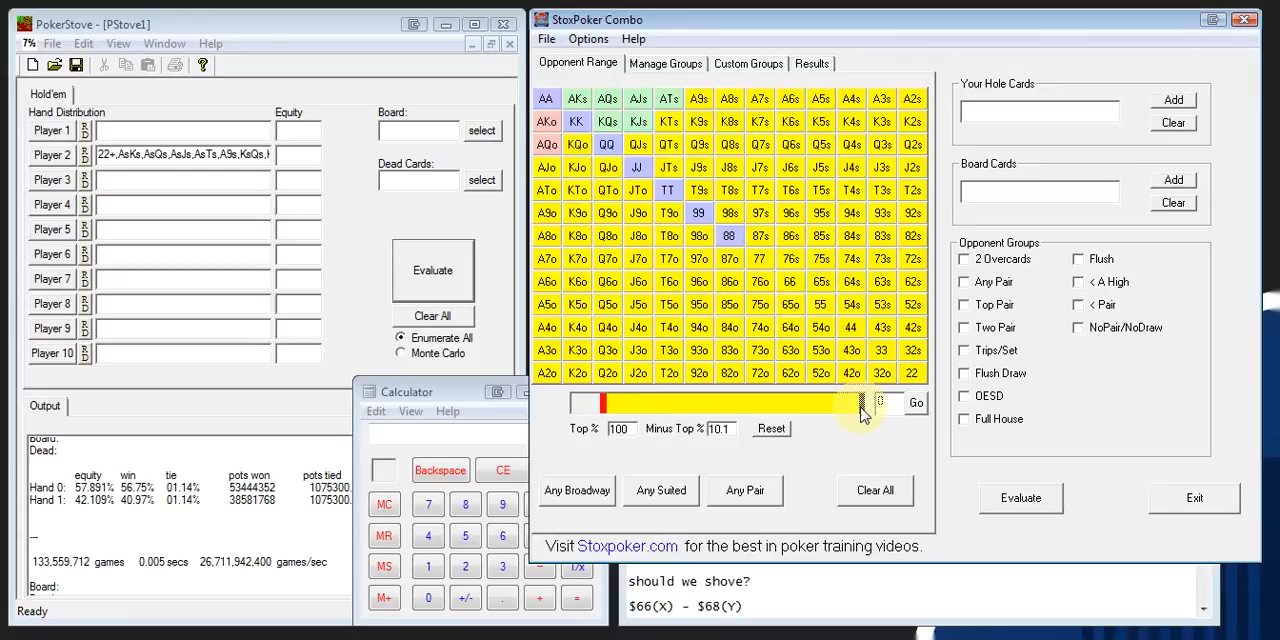 PokerStove - [PStove1]
7% File Edit View Window Help
Hold'em
Hand Distribution Equity Board:
Player 1 R D select
Player 2 R D 22+,AsKs,AsQs,AsJs,AsTs,A9s,KsQs,
Dead Cards:
Player 3 R D select
Player 4 R D
Player 5 R D
Player 6 R D
Player 7 R D
Player 8 R D
Player 9 R D
Player 10 R D
Evaluate
Clear All
Enumerate All
Monte Carlo
Output
Board:
Dead:
equity win tie pots won pots tied
Hand 0: 57.891% 56.75% 01.14% 53444352 1075300.
Hand 1: 42.109% 40.97% 01.14% 38581768 1075300.
---
133,559,712 games 0.005 secs 26,711,942,400 games/sec
Board:
Ready
Calculator
Edit View Help
Backspace CE
MC 7 8 9
MR 4 5 6
MS 1 2 3 - 1/x
M+ 0 +/- . + =
StoxPoker Combo
File Options Help
Opponent Range Manage Groups Custom Groups Results
AA AKs AQs AJs ATs A9s A8s A7s A6s A5s A4s A3s A2s
AKo KK KQs KJs KTs K9s K8s K7s K6s K5s K4s K3s K2s
AQo KQo QQ QJs QTs Q9s Q8s Q7s Q6s Q5s Q4s Q3s Q2s
AJo KJo QJo JJ JTs J9s J8s J7s J6s J5s J4s J3s J2s
ATo KTo QTo JTo TT T9s T8s T7s T6s T5s T4s T3s T2s
A9o K9o Q9o J9o T9o 99 98s 97s 96s 95s 94s 93s 92s
A8o K8o Q8o J8o T8o 98o 88 87s 86s 85s 84s 83s 82s
A7o K7o Q7o J7o T7o 97o 87o 77 76s 75s 74s 73s 72s
A6o K6o Q6o J6o T6o 96o 86o 76o 66 65s 64s 63s 62s
A5o K5o Q5o J5o T5o 95o 85o 75o 65o 55 54s 53s 52s
A4o K4o Q4o J4o T4o 94o 84o 74o 64o 54o 44 43s 42s
A3o K3o Q3o J3o T3o 93o 83o 73o 63o 53o 43o 33 32s
A2o K2o Q2o J2o T2o 92o 82o 72o 62o 52o 42o 32o 22
0 Go
Top % 100 Minus Top % 10.1 Reset
Any Broadway Any Suited Any Pair Clear All
Visit Stoxpoker.com for the best in poker training videos.
Your Hole Cards
Add
Clear
Board Cards
Add
Clear
Opponent Groups
2 Overcards Flush
Any Pair < A High
Top Pair < Pair
Two Pair NoPair/NoDraw
Trips/Set
Flush Draw
OESD
Full House
Evaluate Exit
should we shove?
$66(X) - $68(Y)